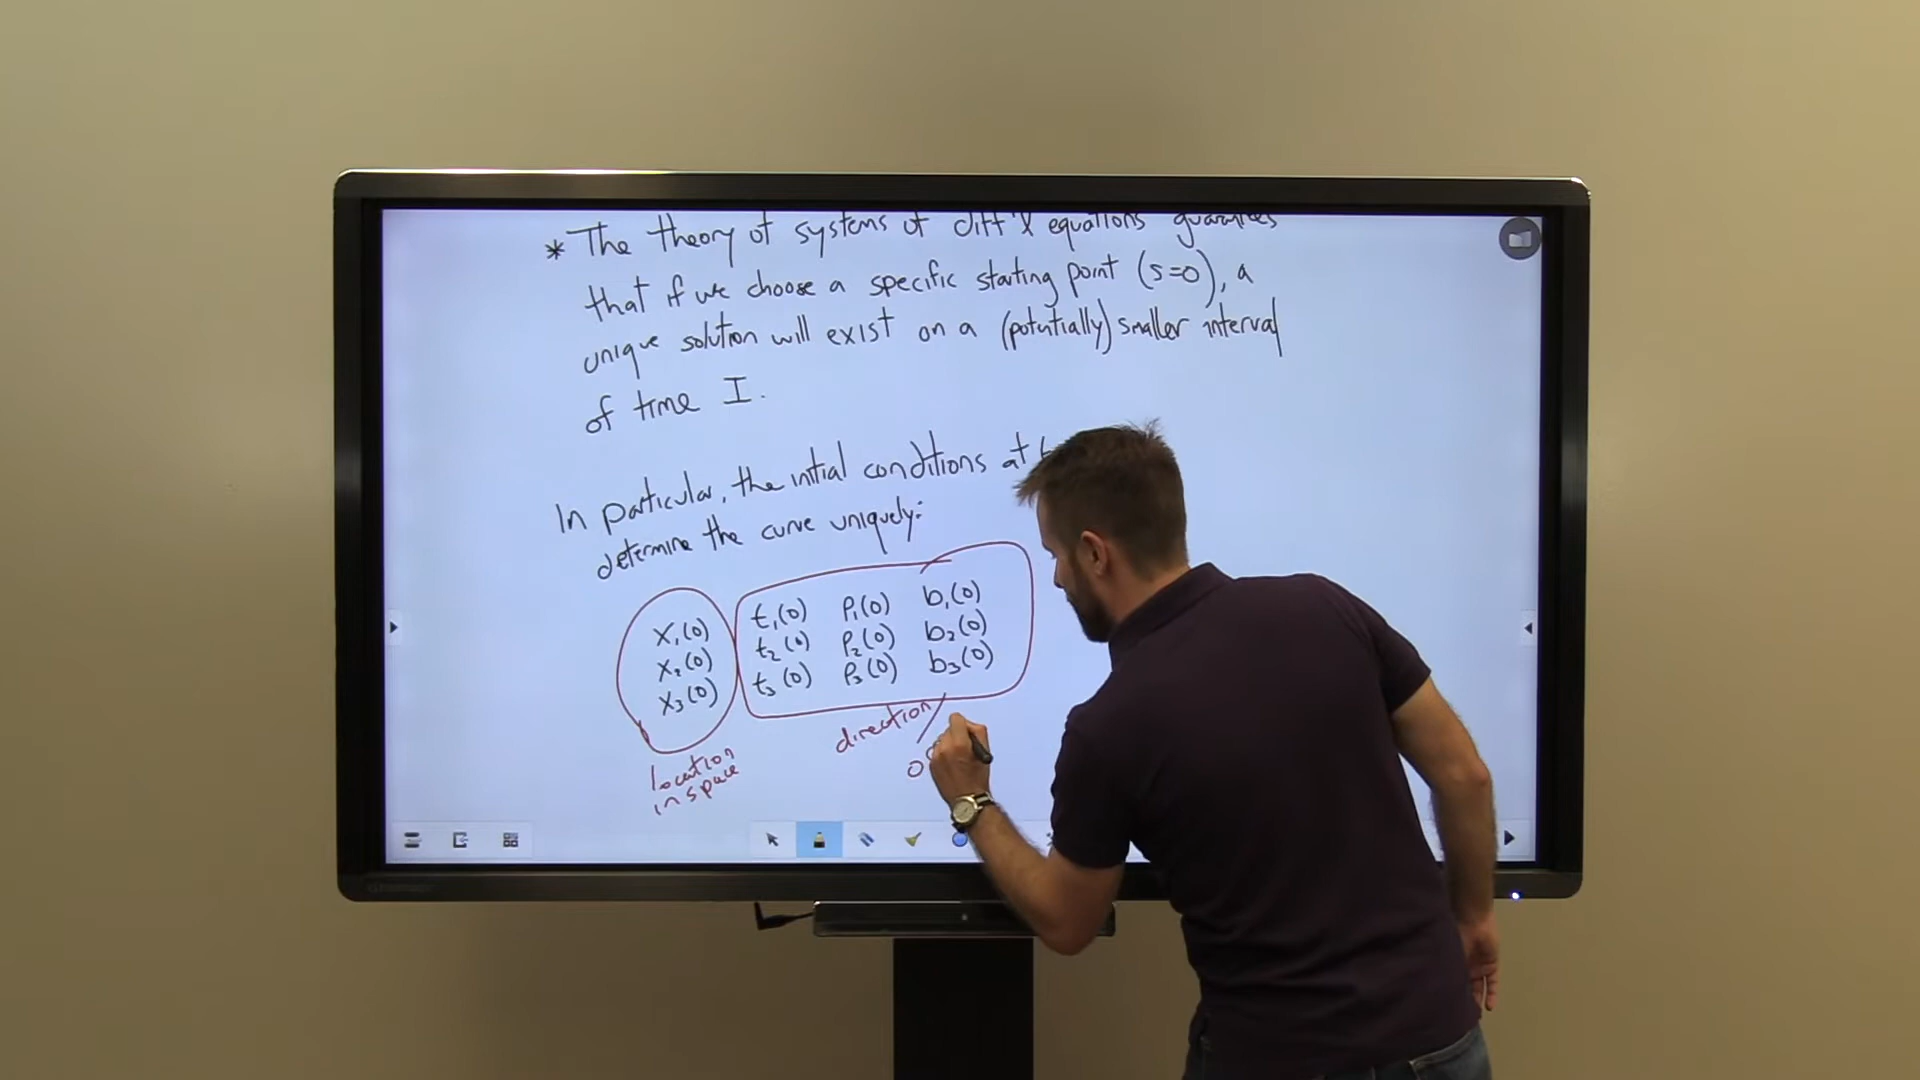 * The theory of systems of diff'l equations guarantees
that if we choose a specific starting point (s=0), a
unique solution will exist on a (potentially) smaller interval
of time I.
In particular, the initial conditions at
determine the curve uniquely:
x₁(0) t₁(0) p₁(0) b₁(0)
x₂(0) t₂(0) p₂(0) b₂(0)
x₃(0) t₃(0) p₃(0) b₃(0)
location
in space
direction/